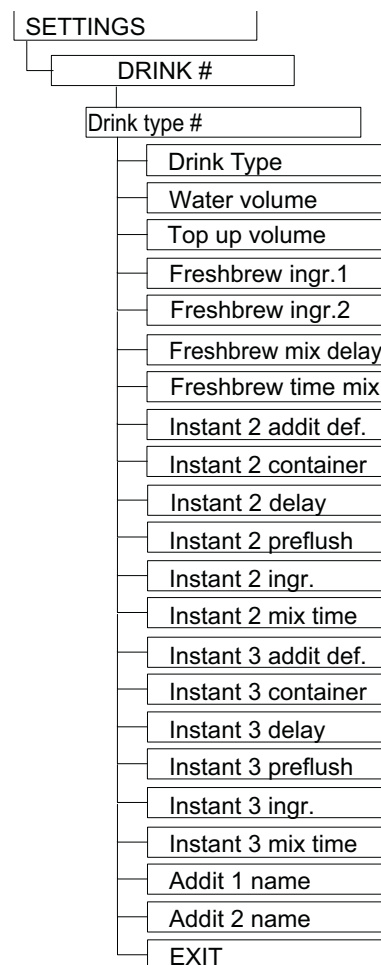 SETTINGS
DRINK #
Drink type #
Drink Type
Water volume
Top up volume
Freshbrew ingr.1
Freshbrew ingr.2
Freshbrew mix delay
Freshbrew time mix
Instant 2 addit def.
Instant 2 container
Instant 2 delay
Instant 2 preflush
Instant 2 ingr.
Instant 2 mix time
Instant 3 addit def.
Instant 3 container
Instant 3 delay
Instant 3 preflush
Instant 3 ingr.
Instant 3 mix time
Addit 1 name
Addit 2 name
EXIT